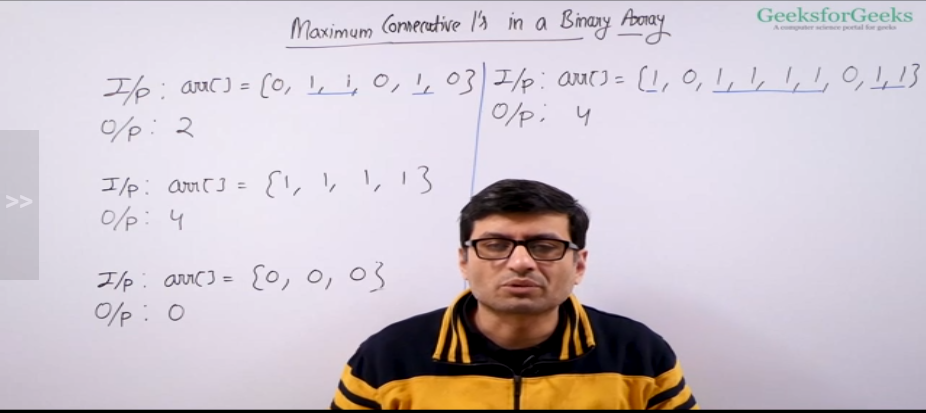 Maximum Consecutive 1's in a Binary Array
GeeksforGeeks
A computer science portal for geeks
I/p : arr[] = {0, 1, 1, 0, 1, 0}
O/p : 2
I/p : arr[] = {1, 1, 1, 1}
O/p : 4
I/p : arr[] = {0, 0, 0}
O/p : 0
I/p : arr[] = {1, 0, 1, 1, 1, 1, 0, 1, 1}
O/p : 4
>>